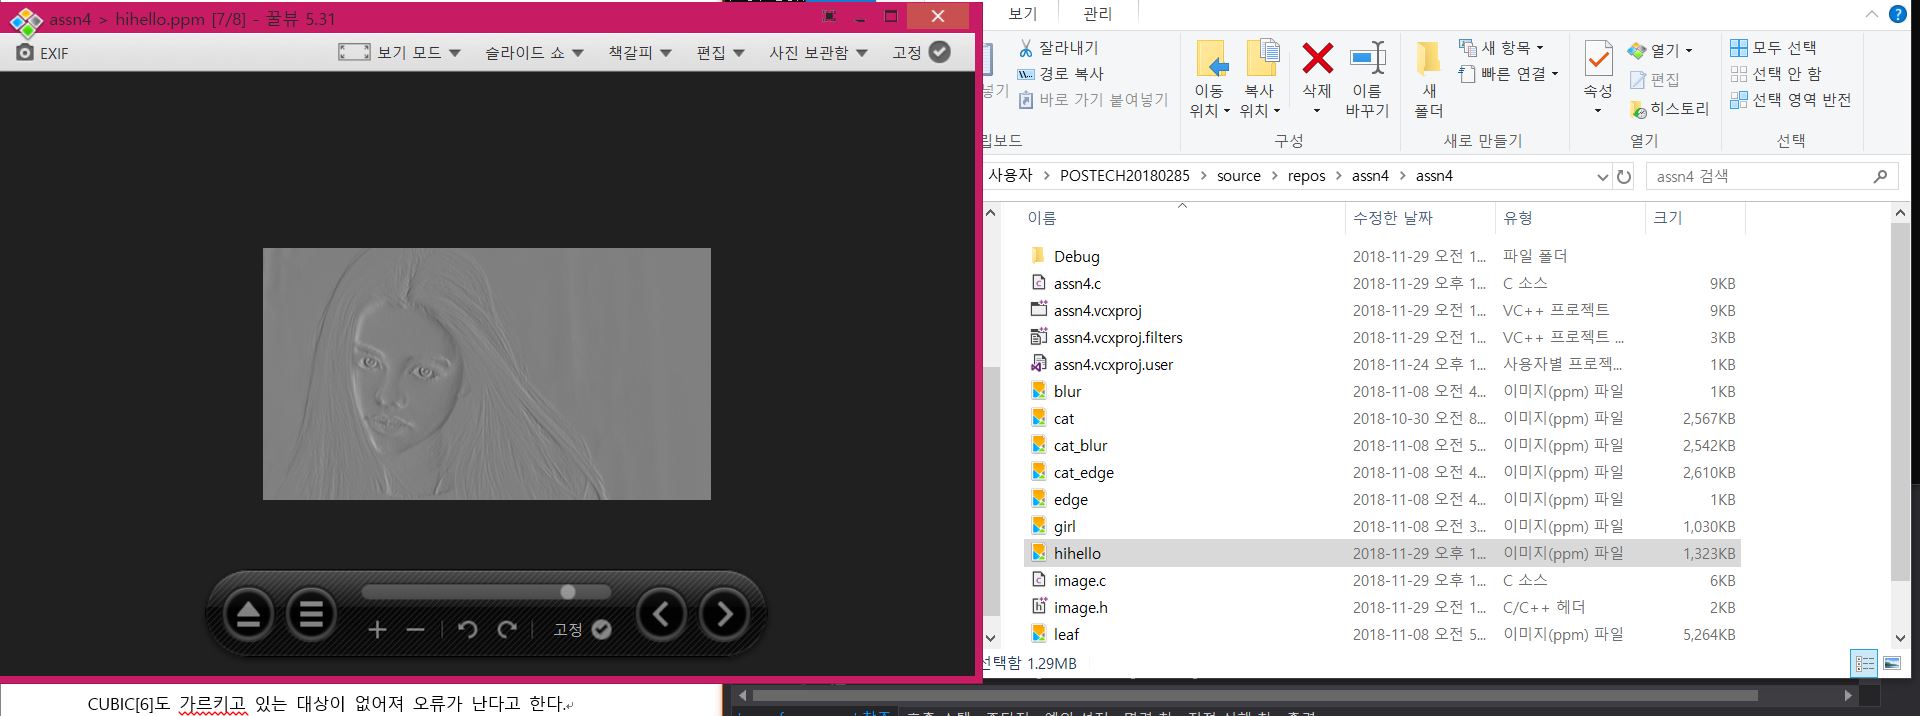 assn4 > hihello.ppm [7/8] - 꿀뷰 5.31
EXIF 보기 모드 슬라이드 쇼 책갈피 편집 사진 보관함 고정
고정
CUBIC[6]도 가르키고 있는 대상이 없어져 오류가 난다고 한다.
보기 관리
넣기
잘라내기
경로 복사
바로 가기 붙여넣기
립보드
이동 위치
복사 위치
삭제
이름 바꾸기
구성
새 폴더
새 항목
빠른 연결
새로 만들기
속성
열기
편집
히스토리
열기
모두 선택
선택 안 함
선택 영역 반전
선택
사용자 > POSTECH20180285 > source > repos > assn4 > assn4
assn4 검색
이름 수정한 날짜 유형 크기
Debug 2018-11-29 오전 1... 파일 폴더
assn4.c 2018-11-29 오후 1... C 소스 9KB
assn4.vcxproj 2018-11-29 오전 1... VC++ 프로젝트 9KB
assn4.vcxproj.filters 2018-11-29 오전 1... VC++ 프로젝트 ... 3KB
assn4.vcxproj.user 2018-11-24 오후 1... 사용자별 프로젝... 1KB
blur 2018-11-08 오전 4... 이미지(ppm) 파일 1KB
cat 2018-10-30 오전 8... 이미지(ppm) 파일 2,567KB
cat_blur 2018-11-08 오전 5... 이미지(ppm) 파일 2,542KB
cat_edge 2018-11-08 오전 4... 이미지(ppm) 파일 2,610KB
edge 2018-11-08 오전 4... 이미지(ppm) 파일 1KB
girl 2018-11-08 오전 3... 이미지(ppm) 파일 1,030KB
hihello 2018-11-29 오후 1... 이미지(ppm) 파일 1,323KB
image.c 2018-11-29 오후 1... C 소스 6KB
image.h 2018-11-29 오전 1... C/C++ 헤더 2KB
leaf 2018-11-08 오전 5... 이미지(ppm) 파일 5,264KB
선택함 1.29MB